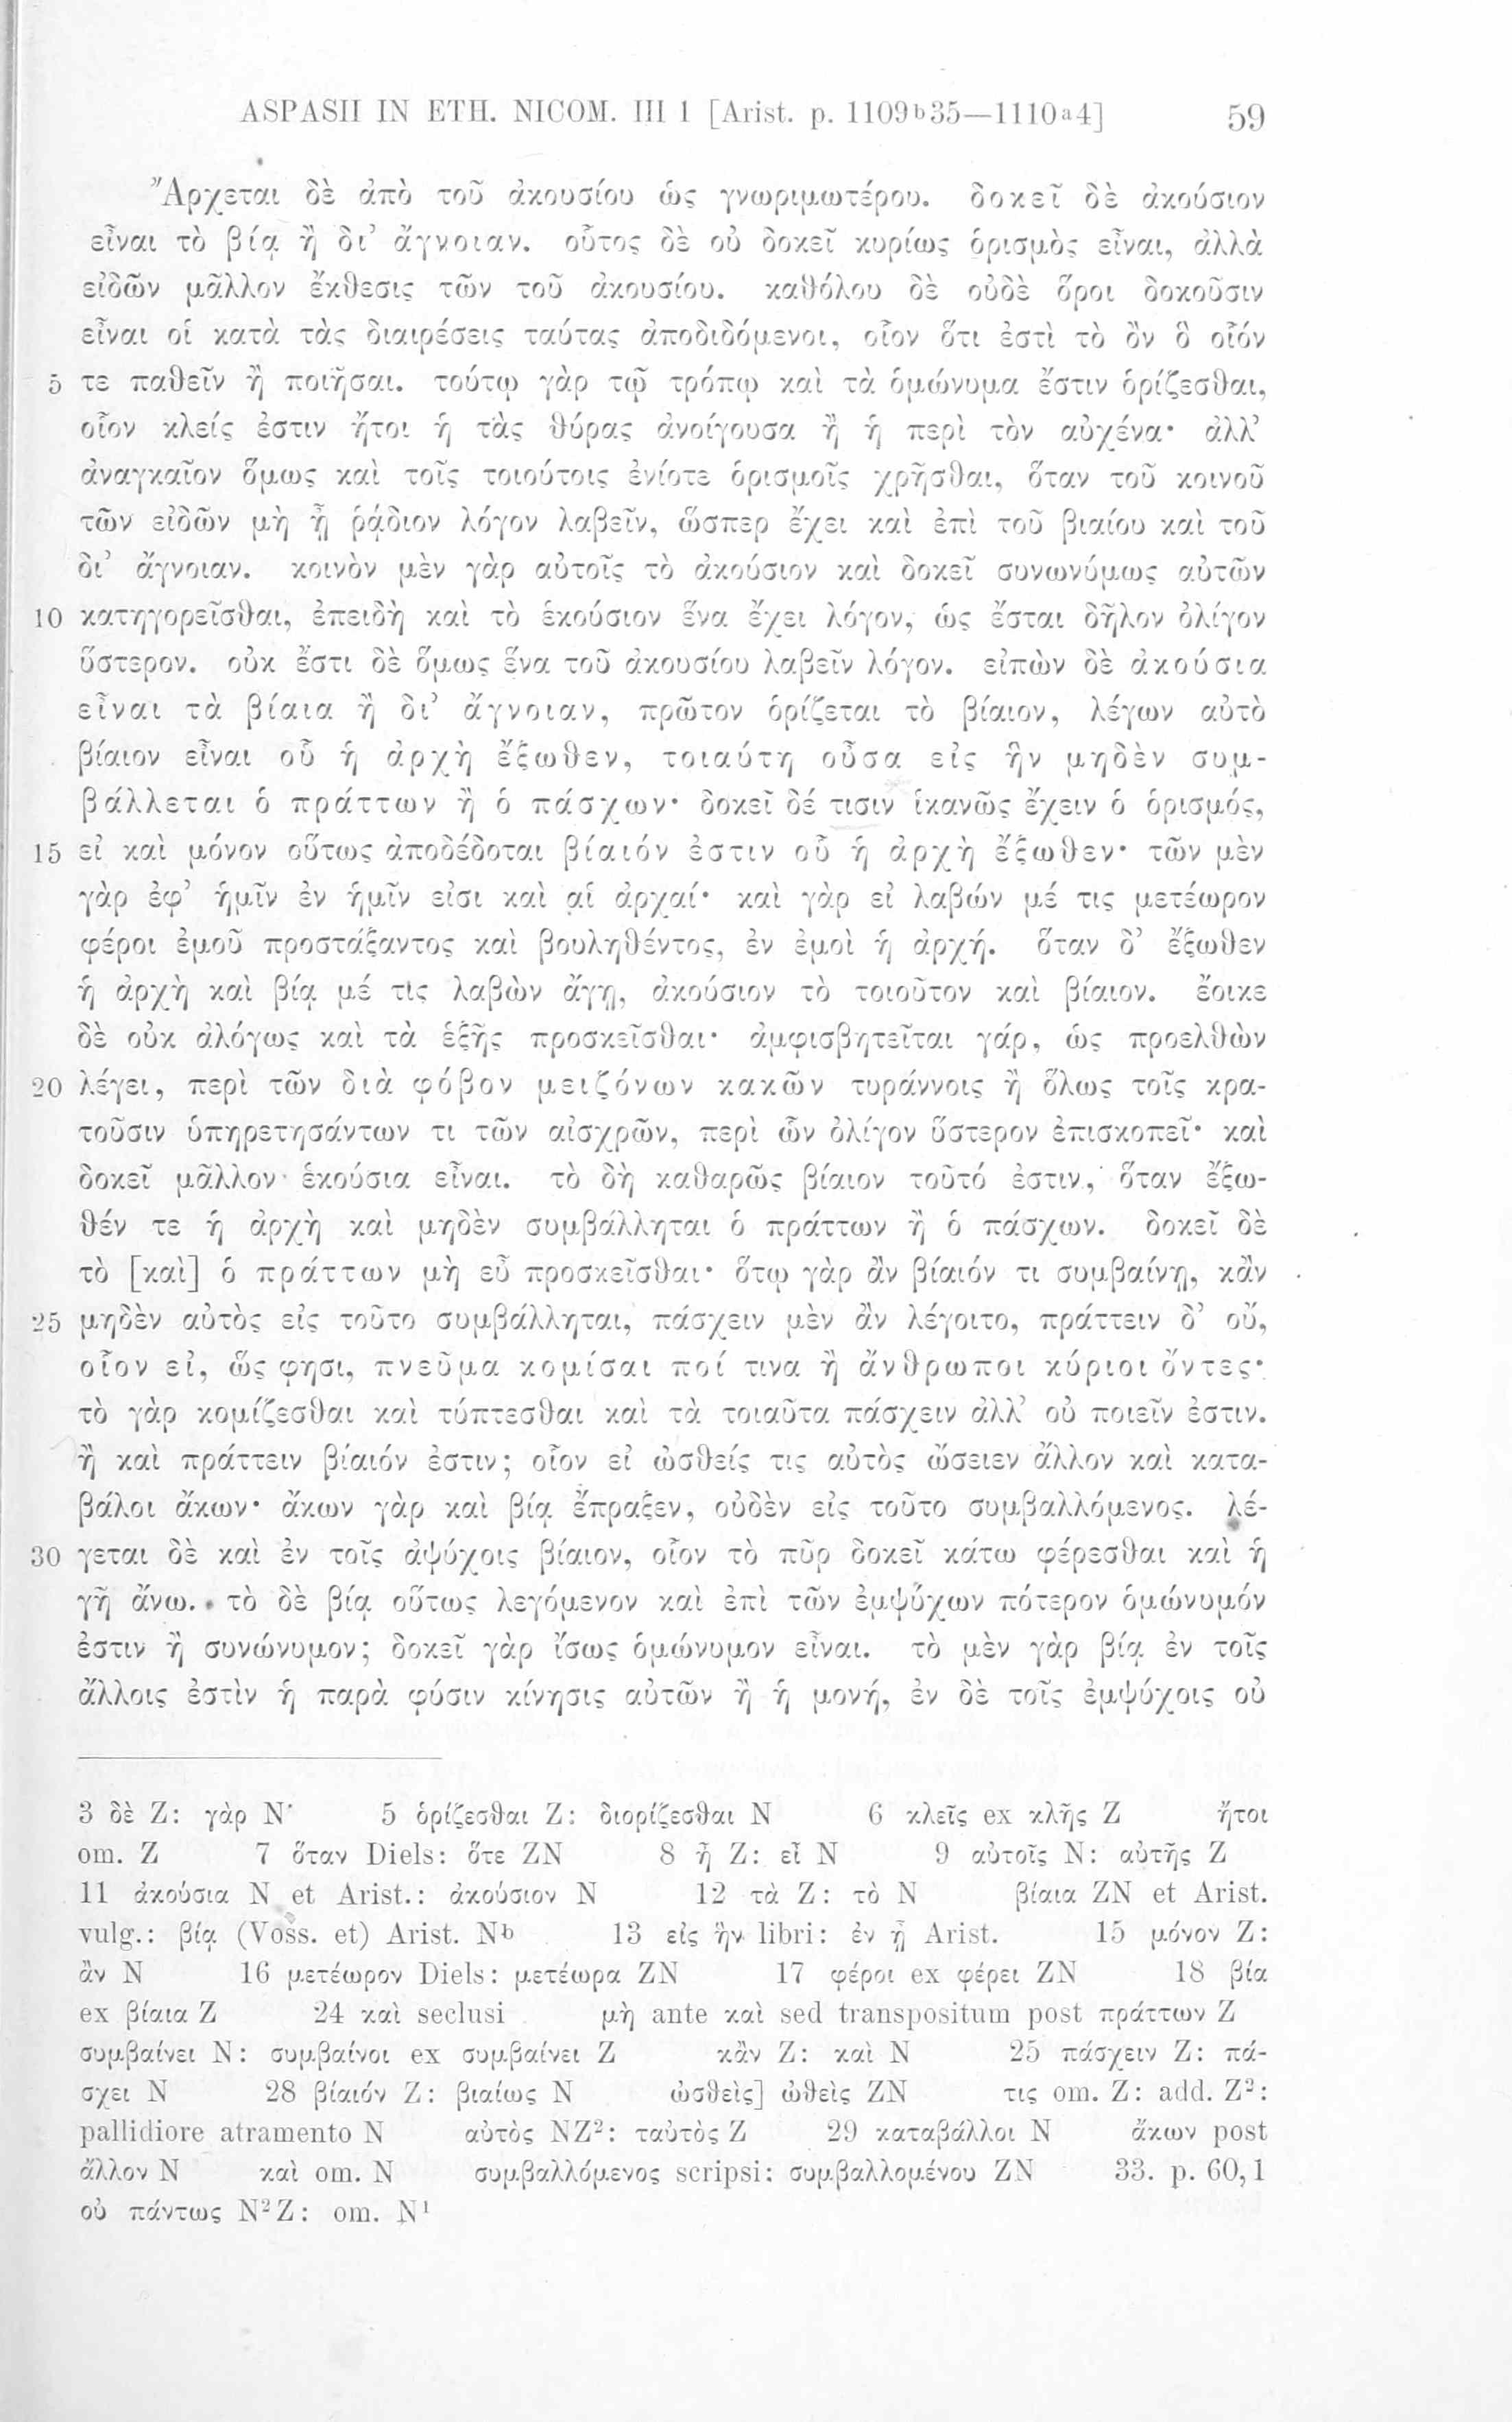 ASPASII IN ETH. NICOM. III 1 [Arist. p. 1109b35—1110a4] 59
Ἄρχεται δὲ ἀπὸ τοῦ ἀκουσίου ὡς γνωριμωτέρου. δοκεῖ δὲ ἀκούσιον
εἶναι τὸ βίᾳ ἢ δι’ ἄγνοιαν. οὗτος δὲ οὐ δοκεῖ κυρίως ὁρισμὸς εἶναι, ἀλλὰ
εἰδῶν μᾶλλον ἔκθεσις τῶν τοῦ ἀκουσίου. καθόλου δὲ οὐδὲ ὅροι δοκοῦσιν
εἶναι οἱ κατὰ τὰς διαιρέσεις ταύτας ἀποδιδόμενοι, οἷον ὅτι ἐστὶ τὸ ὂν ὃ οἷόν
5 τε παθεῖν ἢ ποιῆσαι. τούτῳ γὰρ τῷ τρόπῳ καὶ τὰ ὁμώνυμα ἔστιν ὁρίζεσθαι,
οἷον κλείς ἐστιν ἤτοι ἡ τὰς θύρας ἀνοίγουσα ἢ ἡ περὶ τὸν αὐχένα· ἀλλ’
ἀναγκαῖον ὅμως καὶ τοῖς τοιούτοις ἐνίοτε ὁρισμοῖς χρῆσθαι, ὅταν τοῦ κοινοῦ
τῶν εἰδῶν μὴ ᾖ ῥᾴδιον λόγον λαβεῖν, ὥσπερ ἔχει καὶ ἐπὶ τοῦ βιαίου καὶ τοῦ
δι’ ἄγνοιαν. κοινὸν μὲν γὰρ αὐτοῖς τὸ ἀκούσιον καὶ δοκεῖ συνωνύμως αὐτῶν
10 κατηγορεῖσθαι, ἐπειδὴ καὶ τὸ ἑκούσιον ἕνα ἔχει λόγον, ὡς ἔσται δῆλον ὀλίγον
ὕστερον. οὐκ ἔστι δὲ ὅμως ἕνα τοῦ ἀκουσίου λαβεῖν λόγον. εἰπὼν δὲ ἀκούσια
εἶναι τὰ βίαια ἢ δι’ ἄγνοιαν, πρῶτον ὁρίζεται τὸ βίαιον, λέγων αὐτὸ
βίαιον εἶναι οὗ ἡ ἀρχὴ ἔξωθεν, τοιαύτη οὖσα εἰς ἣν μηδὲν συμ-
βάλλεται ὁ πράττων ἢ ὁ πάσχων· δοκεῖ δέ τισιν ἱκανῶς ἔχειν ὁ ὁρισμός,
15 εἰ καὶ μόνον οὕτως ἀποδέδοται βίαιόν ἐστιν οὗ ἡ ἀρχὴ ἔξωθεν· τῶν μὲν
γὰρ ἐφ’ ἡμῖν ἐν ἡμῖν εἰσι καὶ αἱ ἀρχαί· καὶ γὰρ εἰ λαβών μέ τις μετέωρον
φέροι ἐμοῦ προστάξαντος καὶ βουληθέντος, ἐν ἐμοὶ ἡ ἀρχή. ὅταν δ’ ἔξωθεν
ἡ ἀρχὴ καὶ βίᾳ μέ τις λαβὼν ἄγῃ, ἀκούσιον τὸ τοιοῦτον καὶ βίαιον. ἔοικε
δὲ οὐκ ἀλόγως καὶ τὰ ἑξῆς προσκεῖσθαι· ἀμφισβητεῖται γάρ, ὡς προελθὼν
20 λέγει, περὶ τῶν διὰ φόβον μειζόνων κακῶν τυράννοις ἢ ὅλως τοῖς κρα-
τοῦσιν ὑπηρετησάντων τι τῶν αἰσχρῶν, περὶ ὧν ὀλίγον ὕστερον ἐπισκοπεῖ· καὶ
δοκεῖ μᾶλλον ἑκούσια εἶναι. τὸ δὴ καθαρῶς βίαιον τοῦτό ἐστιν, ὅταν ἔξω-
θέν τε ἡ ἀρχὴ καὶ μηδὲν συμβάλληται ὁ πράττων ἢ ὁ πάσχων. δοκεῖ δὲ
τὸ [καὶ] ὁ πράττων μὴ εὖ προσκεῖσθαι· ὅτῳ γὰρ ἂν βίαιόν τι συμβαίνῃ, κἂν
25 μηδὲν αὐτὸς εἰς τοῦτο συμβάλληται, πάσχειν μὲν ἂν λέγοιτο, πράττειν δ’ οὔ,
οἷον εἰ, ὥς φησι, πνεῦμα κομίσαι ποί τινα ἢ ἄνθρωποι κύριοι ὄντες·
τὸ γὰρ κομίζεσθαι καὶ τύπτεσθαι καὶ τὰ τοιαῦτα πάσχειν ἀλλ’ οὐ ποιεῖν ἐστιν.
ἢ καὶ πράττειν βίαιόν ἐστιν; οἷον εἰ ὠσθείς τις αὐτὸς ὤσειεν ἄλλον καὶ κατα-
βάλοι ἄκων· ἄκων γὰρ καὶ βίᾳ ἔπραξεν, οὐδὲν εἰς τοῦτο συμβαλλόμενος. λέ-
30 γεται δὲ καὶ ἐν τοῖς ἀψύχοις βίαιον, οἷον τὸ πῦρ δοκεῖ κάτω φέρεσθαι καὶ ἡ
γῆ ἄνω. τὸ δὲ βίᾳ οὕτως λεγόμενον καὶ ἐπὶ τῶν ἐμψύχων πότερον ὁμώνυμόν
ἐστιν ἢ συνώνυμον; δοκεῖ γὰρ ἴσως ὁμώνυμον εἶναι. τὸ μὲν γὰρ βίᾳ ἐν τοῖς
ἄλλοις ἐστὶν ἡ παρὰ φύσιν κίνησις αὐτῶν ἢ ἡ μονή, ἐν δὲ τοῖς ἐμψύχοις οὐ
3 δὲ Z: γὰρ N 5 ὁρίζεσθαι Z: διορίζεσθαι N 6 κλεῖς ex κλῆς Z ἤτοι
om. Z 7 ὅταν Diels: ὅτε ZN 8 ᾖ Z: εἶ N 9 αὐτοῖς N: αὐτῆς Z
11 ἀκούσια N et Arist.: ἀκούσιον N 12 τὰ Z: τὸ N βίαια ZN et Arist.
vulg.: βίᾳ (Voss. et) Arist. Nb 13 εἰς ἣν libri: ἐν ᾗ Arist. 15 μόνον Z:
ἂν N 16 μετέωρον Diels: μετέωρα ZN 17 φέροι ex φέρει ZN 18 βία
ex βίαια Z 24 καὶ seclusi μὴ ante καὶ sed transpositum post πράττων Z
συμβαίνει N: συμβαίνοι ex συμβαίνει Z κἂν Z: καὶ N 25 πάσχειν Z: πά-
σχει N 28 βίαιόν Z: βιαίως N ὠσθεὶς] ὠθεὶς ZN τις om. Z: add. Z²:
pallidiore atramento N αὐτὸς NZ²: ταὐτὸς Z 29 καταβάλλοι N ἄκων post
ἄλλον N καὶ om. N συμβαλλόμενος scripsi: συμβαλλομένου ZN 33. p. 60,1
οὐ πάντως N²Z: om. N¹